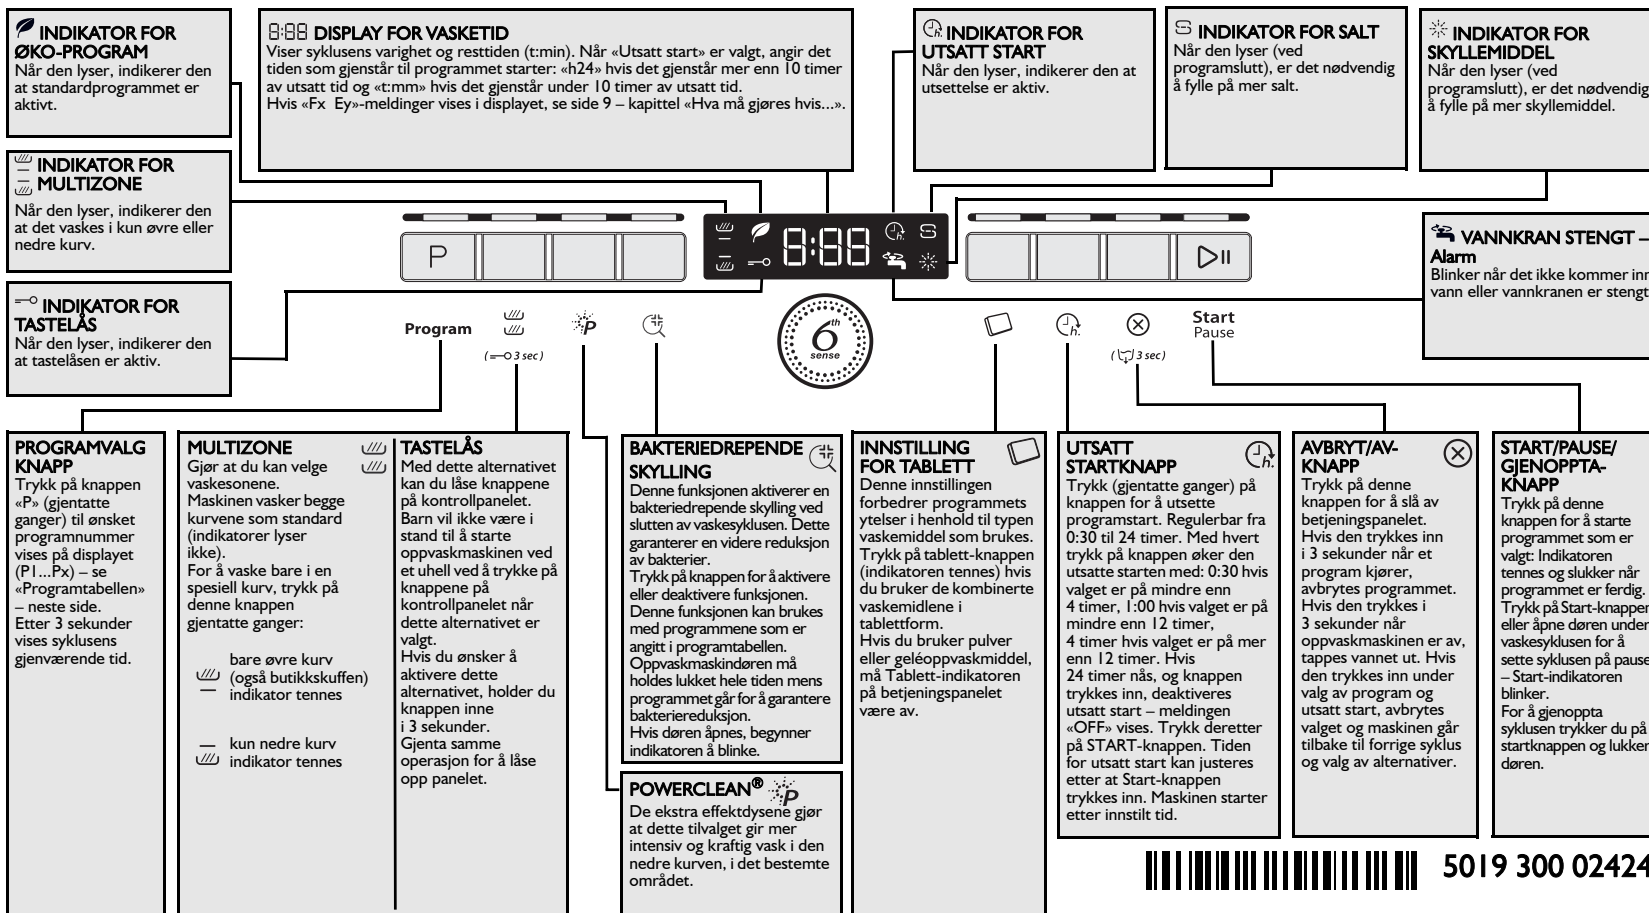 INDIKATOR FOR
ØKO-PROGRAM
Når den lyser, indikerer den
at standardprogrammet er
aktivt.
8:88 DISPLAY FOR VASKETID
Viser syklusens varighet og resttiden (t:min). Når «Utsatt start» er valgt, angir det
tiden som gjenstår til programmet starter: «h24» hvis det gjenstår mer enn 10 timer
av utsatt tid og «t:mm» hvis det gjenstår under 10 timer av utsatt tid.
Hvis «Fx Ey»-meldinger vises i displayet, se side 9 – kapittel «Hva må gjøres hvis...».
h. INDIKATOR FOR
UTSATT START
Når den lyser, indikerer den at
utsettelse er aktiv.
INDIKATOR FOR SALT
Når den lyser (ved
programslutt), er det nødvendig
å fylle på mer salt.
INDIKATOR FOR
SKYLLEMIDDEL
Når den lyser (ved
programslutt), er det nødvendig
å fylle på mer skyllemiddel.
INDIKATOR FOR
MULTIZONE
Når den lyser, indikerer den
at det vaskes i kun øvre eller
nedre kurv.
INDIKATOR FOR
TASTELÅS
Når den lyser, indikerer den
at tastelåsen er aktiv.
VANNKRAN STENGT –
Alarm
Blinker når det ikke kommer inn
vann eller vannkranen er stengt
P
8:88
h.
Program
(3 sec)
P
6th
sense
h.
(3 sec)
Start
Pause
PROGRAMVALG
KNAPP
Trykk på knappen
«P» (gjentatte
ganger) til ønsket
programnummer
vises på displayet
(P1...Px) – se
«Programtabellen»
– neste side.
Etter 3 sekunder
vises syklusens
gjenværende tid.
MULTIZONE
Gjør at du kan velge
vaskesonene.
Maskinen vasker begge
kurvene som standard
(indikatorer lyser
ikke).
For å vaske bare i en
spesiell kurv, trykk på
denne knappen
gjentatte ganger:
bare øvre kurv
(også butikkskuffen)
indikator tennes
kun nedre kurv
indikator tennes
TASTELÅS
Med dette alternativet
kan du låse knappene
på kontrollpanelet.
Barn vil ikke være i
stand til å starte
oppvaskmaskinen ved
et uhell ved å trykke på
knappene på
kontrollpanelet når
dette alternativet er
valgt.
Hvis du ønsker å
aktivere dette
alternativet, holder du
knappen inne
i 3 sekunder.
Gjenta samme
operasjon for å låse
opp panelet.
BAKTERIEDREPENDE
SKYLLING
Denne funksjonen aktiverer en
bakteriedrepende skylling ved
slutten av vaskesyklusen. Dette
garanterer en videre reduksjon
av bakterier.
Trykk på knappen for å aktivere
eller deaktivere funksjonen.
Denne funksjonen kan brukes
med programmene som er
angitt i programtabellen.
Oppvaskmaskindøren må
holdes lukket hele tiden mens
programmet går for å garantere
bakteriereduksjon.
Hvis døren åpnes, begynner
indikatoren å blinke.
POWERCLEAN® P
De ekstra effektdysene gjør
at dette tilvalget gir mer
intensiv og kraftig vask i den
nedre kurven, i det bestemte
området.
INNSTILLING
FOR TABLETT
Denne innstillingen
forbedrer programmets
ytelser i henhold til typen
vaskemiddel som brukes.
Trykk på tablett-knappen
(indikatoren tennes) hvis
du bruker de kombinerte
vaskemidlene i
tablettform.
Hvis du bruker pulver
eller geléoppvaskmiddel,
må Tablett-indikatoren
på betjeningspanelet
være av.
UTSATT
STARTKNAPP h.
Trykk (gjentatte ganger) på
knappen for å utsette
programstart. Regulerbar fra
0:30 til 24 timer. Med hvert
trykk på knappen øker den
utsatte starten med: 0:30 hvis
valget er på mindre enn
4 timer, 1:00 hvis valget er på
mindre enn 12 timer,
4 timer hvis valget er på mer
enn 12 timer. Hvis
24 timer nås, og knappen
trykkes inn, deaktiveres
utsatt start – meldingen
«OFF» vises. Trykk deretter
på START-knappen. Tiden
for utsatt start kan justeres
etter at Start-knappen
trykkes inn. Maskinen starter
etter innstilt tid.
AVBRYT/AV-
KNAPP
Trykk på denne
knappen for å slå av
betjeningspanelet.
Hvis den trykkes inn
i 3 sekunder når et
program kjører,
avbrytes programmet.
Hvis den trykkes i
3 sekunder når
oppvaskmaskinen er av,
tappes vannet ut. Hvis
den trykkes inn under
valg av program og
utsatt start, avbrytes
valget og maskinen går
tilbake til forrige syklus
og valg av alternativer.
START/PAUSE/
GJENOPPTA-
KNAPP
Trykk på denne
knappen for å starte
programmet som er
valgt: Indikatoren
tennes og slukker når
programmet er ferdig.
Trykk på Start-knappen
eller åpne døren under
vaskesyklusen for å
sette syklusen på pause
– Start-indikatoren
blinker.
For å gjenoppta
syklusen trykker du på
startknappen og lukker
døren.
5019 300 02424